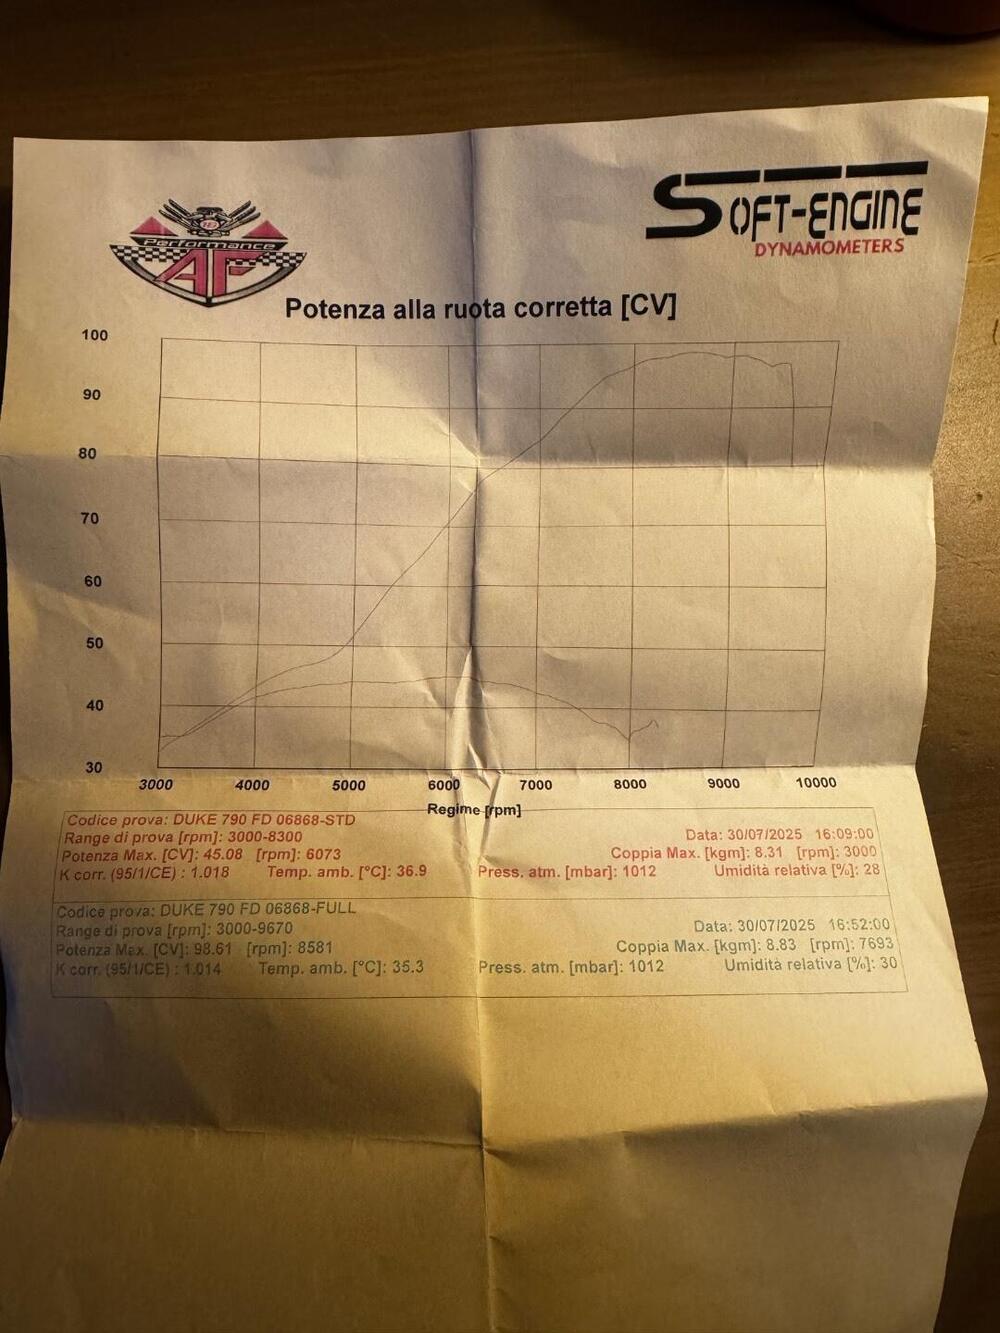 Performance
AF
SOFT-ENGINE
DYNAMOMETERS
Potenza alla ruota corretta [CV]
100
90
80
70
60
50
40
30
3000 4000 5000 6000 7000 8000 9000 10000
Regime [rpm]
Codice prova: DUKE 790 FD 06868-STD
Range di prova [rpm]: 3000-8300 Data: 30/07/2025 16:09:00
Potenza Max. [CV]: 45.08 [rpm]: 6073 Coppia Max. [kgm]: 8.31 [rpm]: 3000
K corr. (95/1/CE) : 1.018 Temp. amb. [°C]: 36.9 Press. atm. [mbar]: 1012 Umidità relativa [%]: 28
Codice prova: DUKE 790 FD 06868-FULL
Range di prova [rpm]: 3000-9670 Data: 30/07/2025 16:52:00
Potenza Max. [CV]: 98.61 [rpm]: 8581 Coppia Max. [kgm]: 8.83 [rpm]: 7693
K corr. (95/1/CE) : 1.014 Temp. amb. [°C]: 35.3 Press. atm. [mbar]: 1012 Umidità relativa [%]: 30